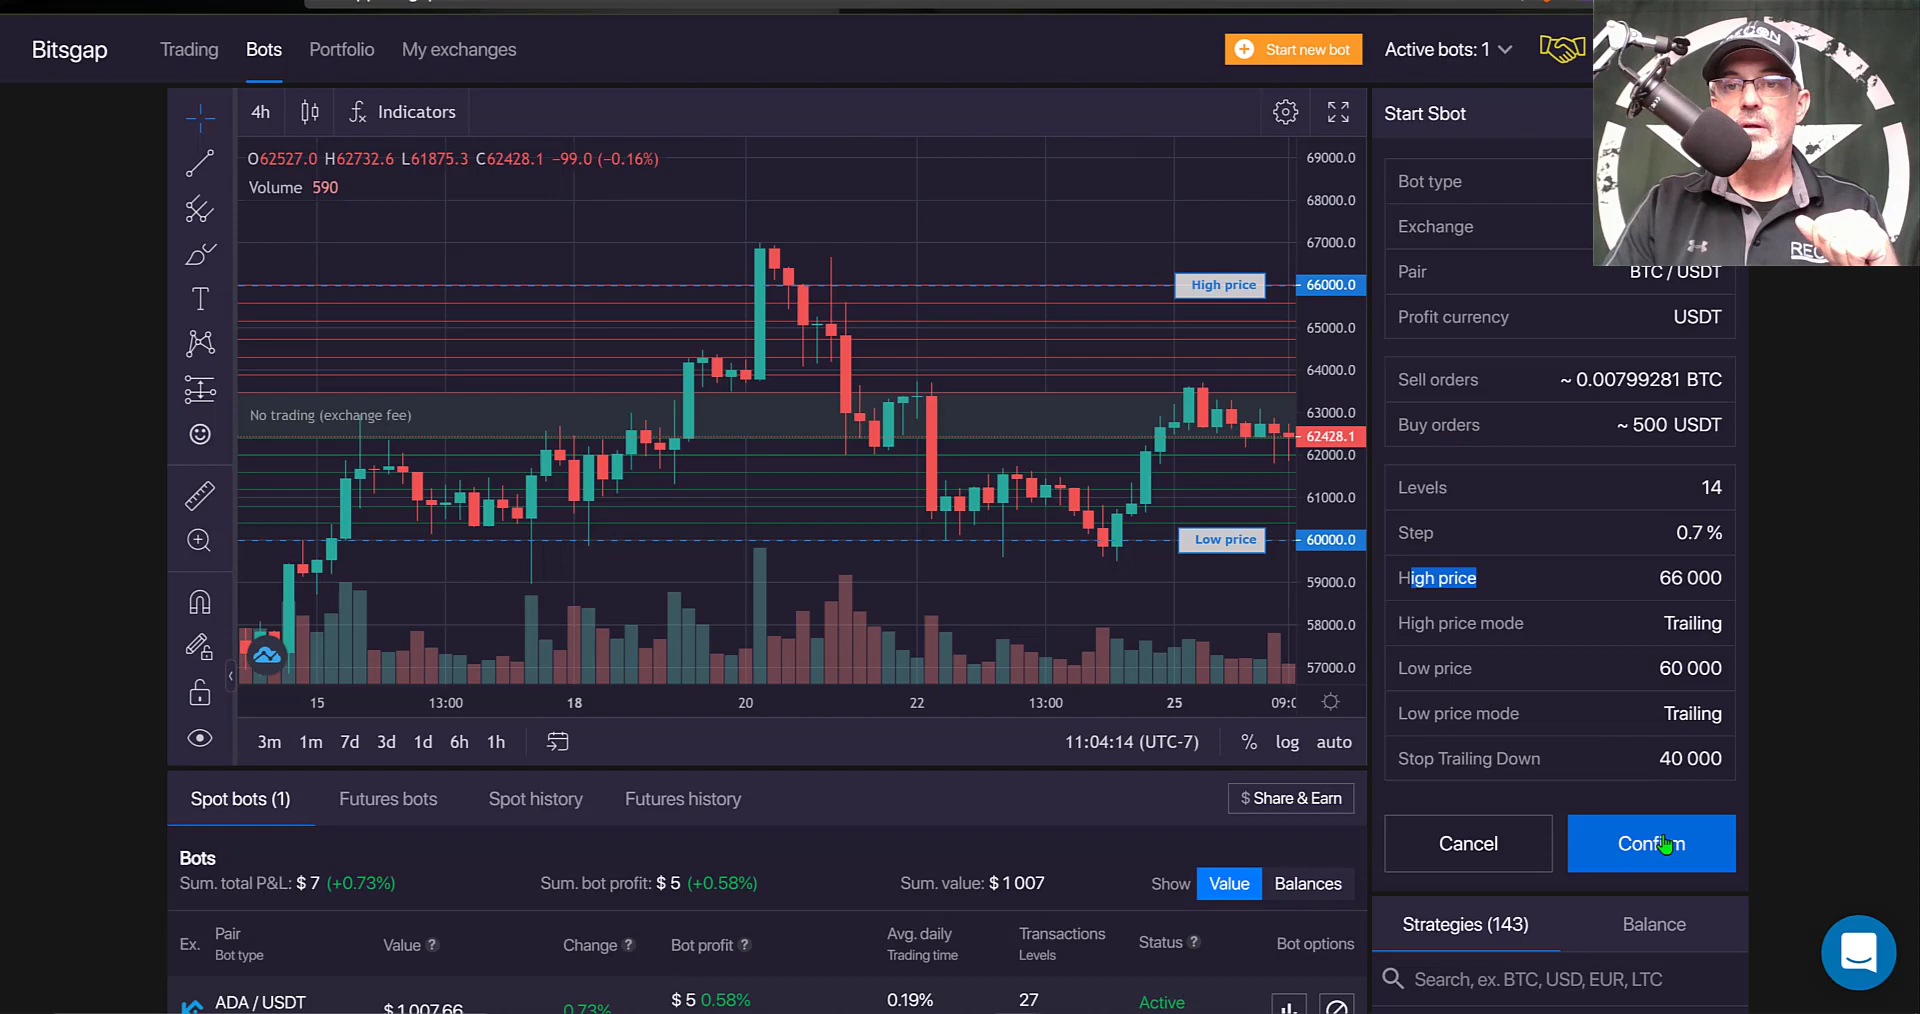 Bitsgap
Trading
Bots
Portfolio
My exchanges
Start new bot
Active bots: 1
4h
Indicators
O62527.0 H62732.6 L61875.3 C62428.1 −99.0 (−0.16%)
Volume 590
69000.0
68000.0
67000.0
High price
66000.0
65000.0
64000.0
No trading (exchange fee)
63000.0
62428.1
62000.0
61000.0
Low price
60000.0
59000.0
58000.0
57000.0
15
13:00
18
20
22
13:00
25
3m 1m 7d 3d 1d 6h 1h
11:04:14 (UTC-7)
% log auto
Start Sbot
Bot type
Exchange
Pair BTC / USDT
Profit currency USDT
Sell orders ~ 0.00799281 BTC
Buy orders ~ 500 USDT
Levels 14
Step 0.7 %
High price 66 000
High price mode Trailing
Low price 60 000
Low price mode Trailing
Stop Trailing Down 40 000
Cancel
Confirm
Spot bots (1)
Futures bots
Spot history
Futures history
$ Share & Earn
Bots
Sum. total P&L: $ 7 (+0.73%)
Sum. bot profit: $ 5 (+0.58%)
Sum. value: $ 1 007
Show Value Balances
Ex.
Pair
Bot type
Value ?
Change ?
Bot profit ?
Avg. daily
Trading time
Transactions
Levels
Status ?
Bot options
ADA / USDT
$ 1 007.66
0.73%
$ 5 0.58%
0.19%
27
Active
Strategies (143)
Balance
Search, ex. BTC, USD, EUR, LTC